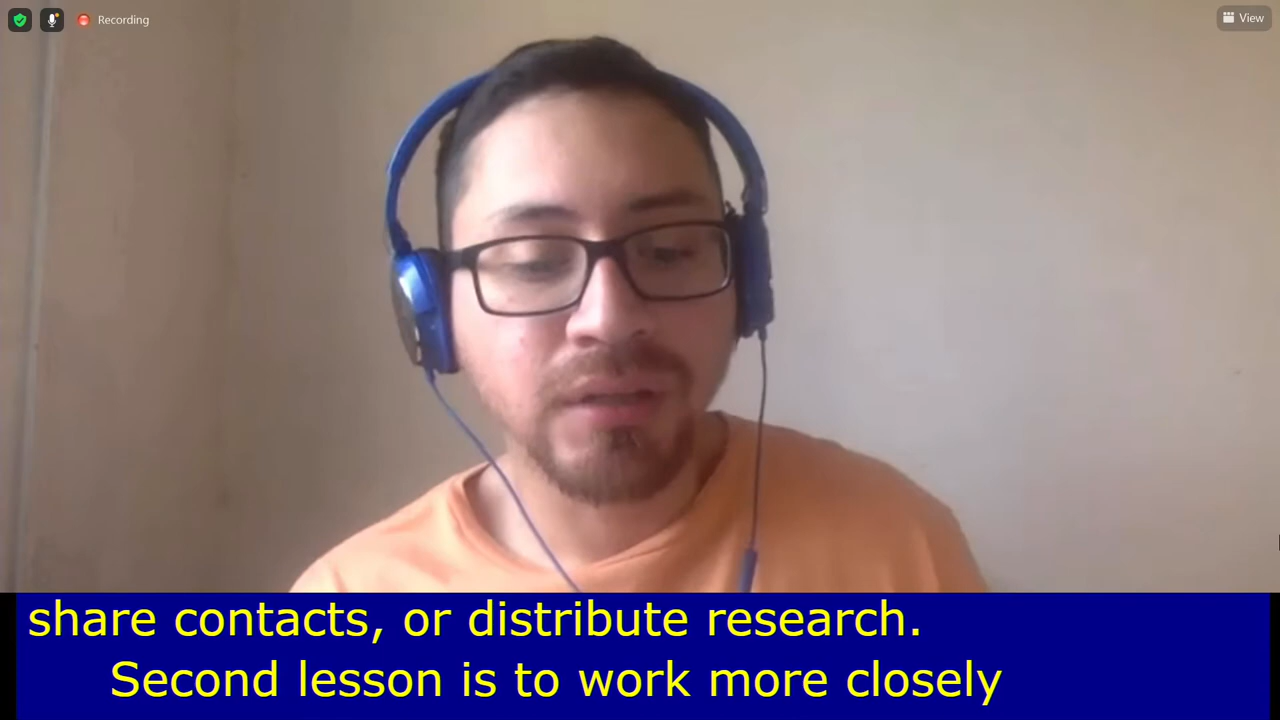 Recording
View
share contacts, or distribute research.
Second lesson is to work more closely